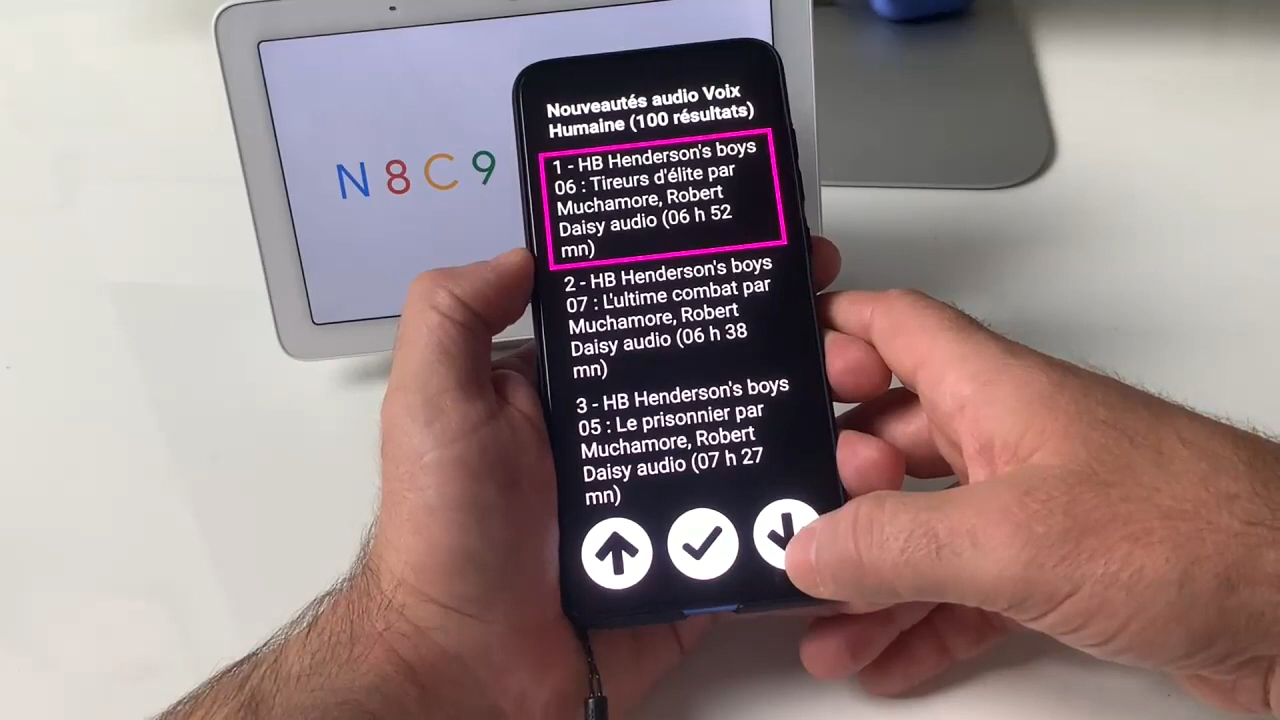 N8C9
Nouveautés audio Voix
Humaine (100 résultats)
1 - HB Henderson's boys
06 : Tireurs d'élite par
Muchamore, Robert
Daisy audio (06 h 52
mn)
2 - HB Henderson's boys
07 : L'ultime combat par
Muchamore, Robert
Daisy audio (06 h 38
mn)
3 - HB Henderson's boys
05 : Le prisonnier par
Muchamore, Robert
Daisy audio (07 h 27
mn)